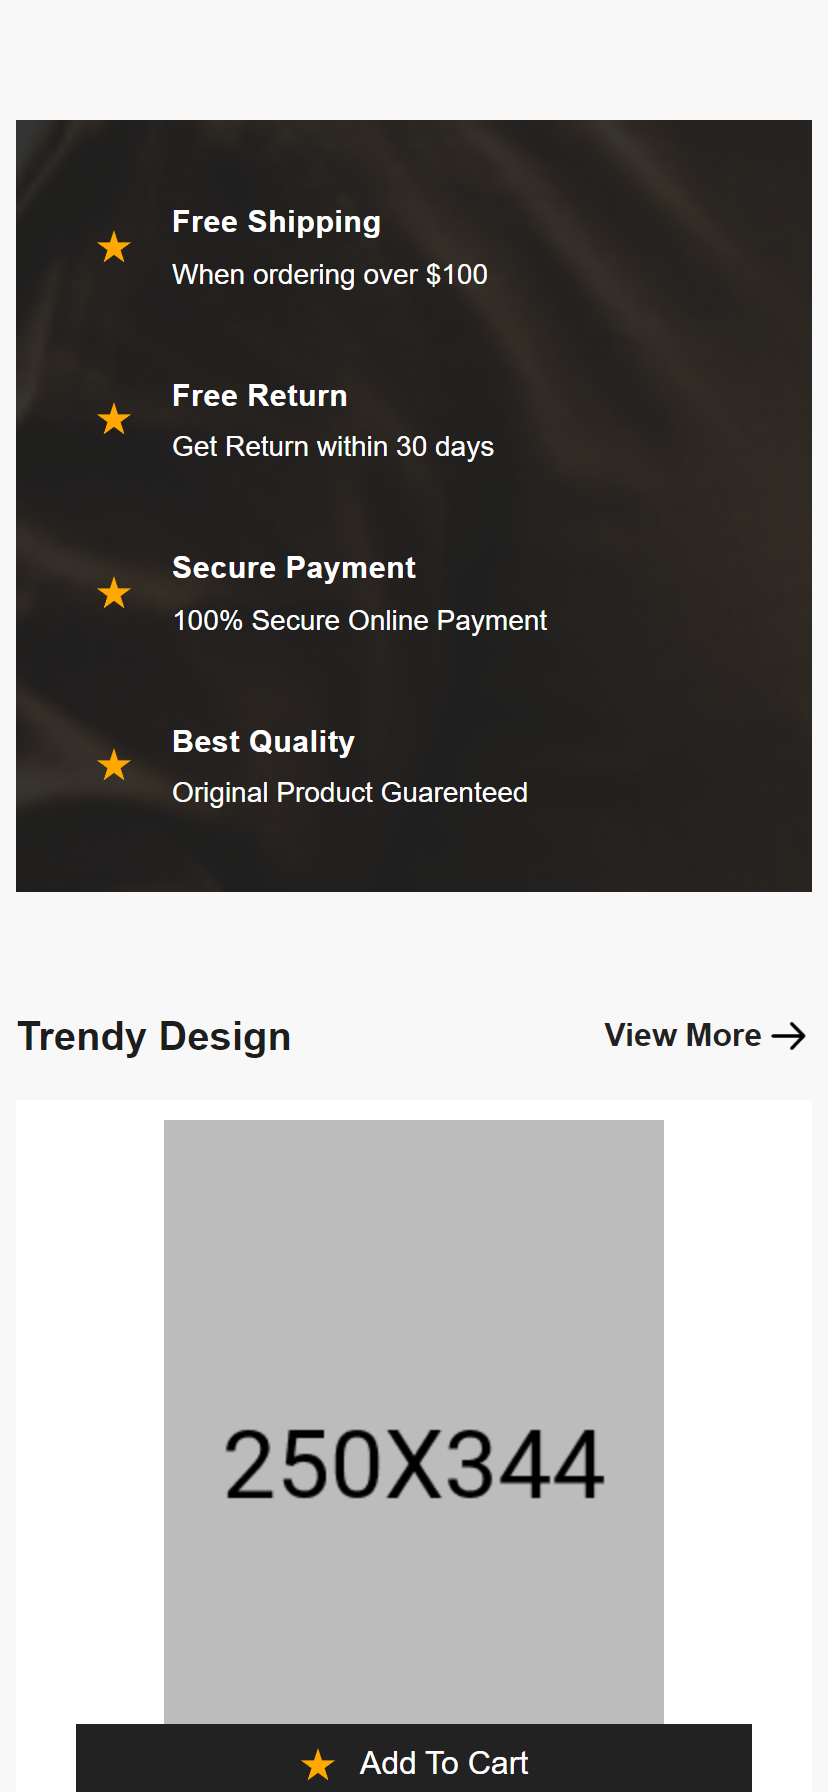 Free Shipping
When ordering over $100
Free Return
Get Return within 30 days
Secure Payment
100% Secure Online Payment
Best Quality
Original Product Guarenteed
Trendy Design
View More
250X344
Add To Cart